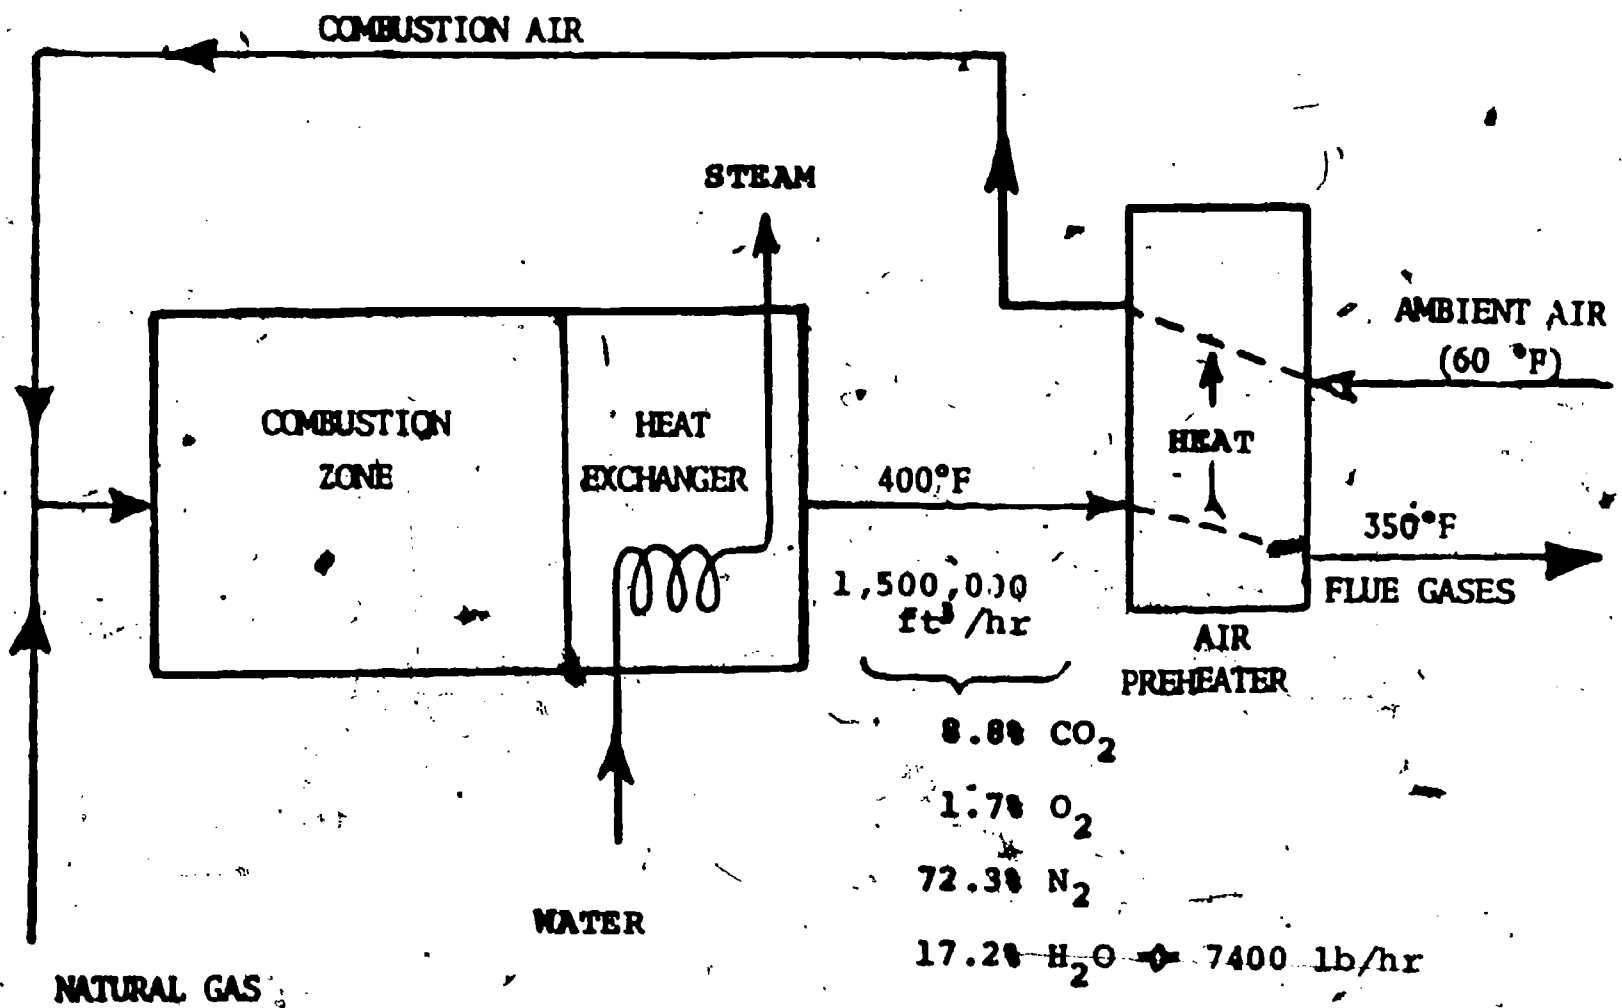 COMBUSTION AIR
STEAM
AMBIENT AIR
(60 °F)
COMBUSTION
ZONE
HEAT
EXCHANGER
HEAT
400°F
350°F
1,500,000
ft³/hr
FLUE GASES
AIR
PREHEATER
8.8% CO₂
1.7% O₂
72.3% N₂
WATER
17.2% H₂O 7400 lb/hr
NATURAL GAS